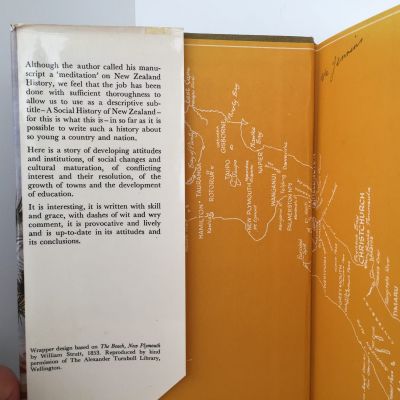 Although the author called his manu-
script a 'meditation' on New Zealand
History, we feel that the job has been
done with sufficient thoroughness to
allow us to use as a descriptive sub-
title—A Social History of New Zealand—
for this is what this is—in so far as it is
possible to write a history about so
young a country and nation.
Here is a story of developing attitudes
and institutions, of social changes and
cultural maturation, of conflicting
interest and their resolution, of the
growth of towns and the development
of education.
It is interesting, it is written with skill
and grace, with dashes of wit and wry
comment, it is provocative and lively
and is up-to-date in its attitudes and
its conclusions.
Wrapper design based on The Beach, New Plymouth
by William Strutt, 1853. Reproduced by kind
permission of The Alexander Turnbull Library,
Wellington.
HAMILTON
TAURANGA
ROTORUA
TAUPO
GISBORNE
NAPIER
NEW PLYMOUTH
WANGANUI
PALMERSTON Nth
CHRISTCHURCH
TIMARU